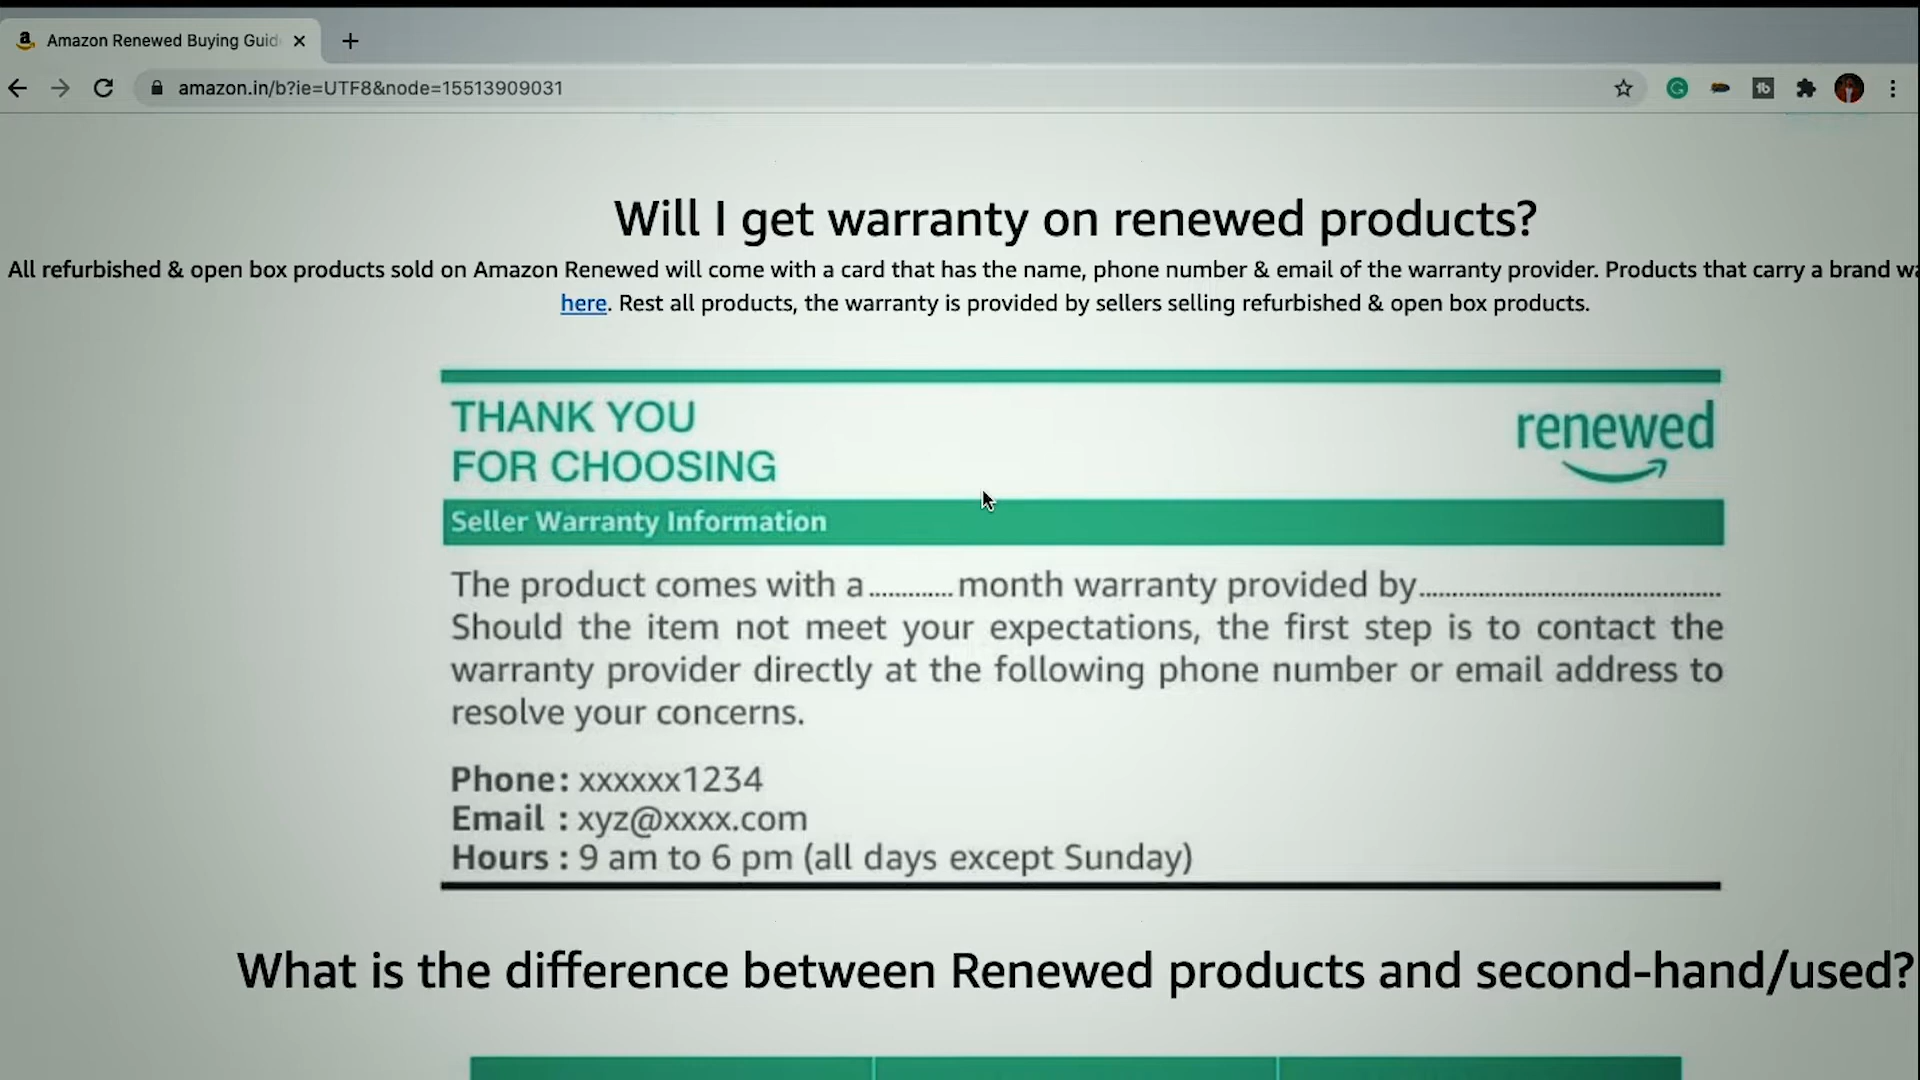 Amazon Renewed Buying Guid
amazon.in/b?ie=UTF8&node=15513909031
Will I get warranty on renewed products?
All refurbished & open box products sold on Amazon Renewed will come with a card that has the name, phone number & email of the warranty provider. Products that carry a brand
here. Rest all products, the warranty is provided by sellers selling refurbished & open box products.
THANK YOU
FOR CHOOSING
renewed
Seller Warranty Information
The product comes with a ............. month warranty provided by..............................................
Should the item not meet your expectations, the first step is to contact the
warranty provider directly at the following phone number or email address to
resolve your concerns.
Phone: xxxxxx1234
Email : xyz@xxxx.com
Hours : 9 am to 6 pm (all days except Sunday)
What is the difference between Renewed products and second-hand/used?